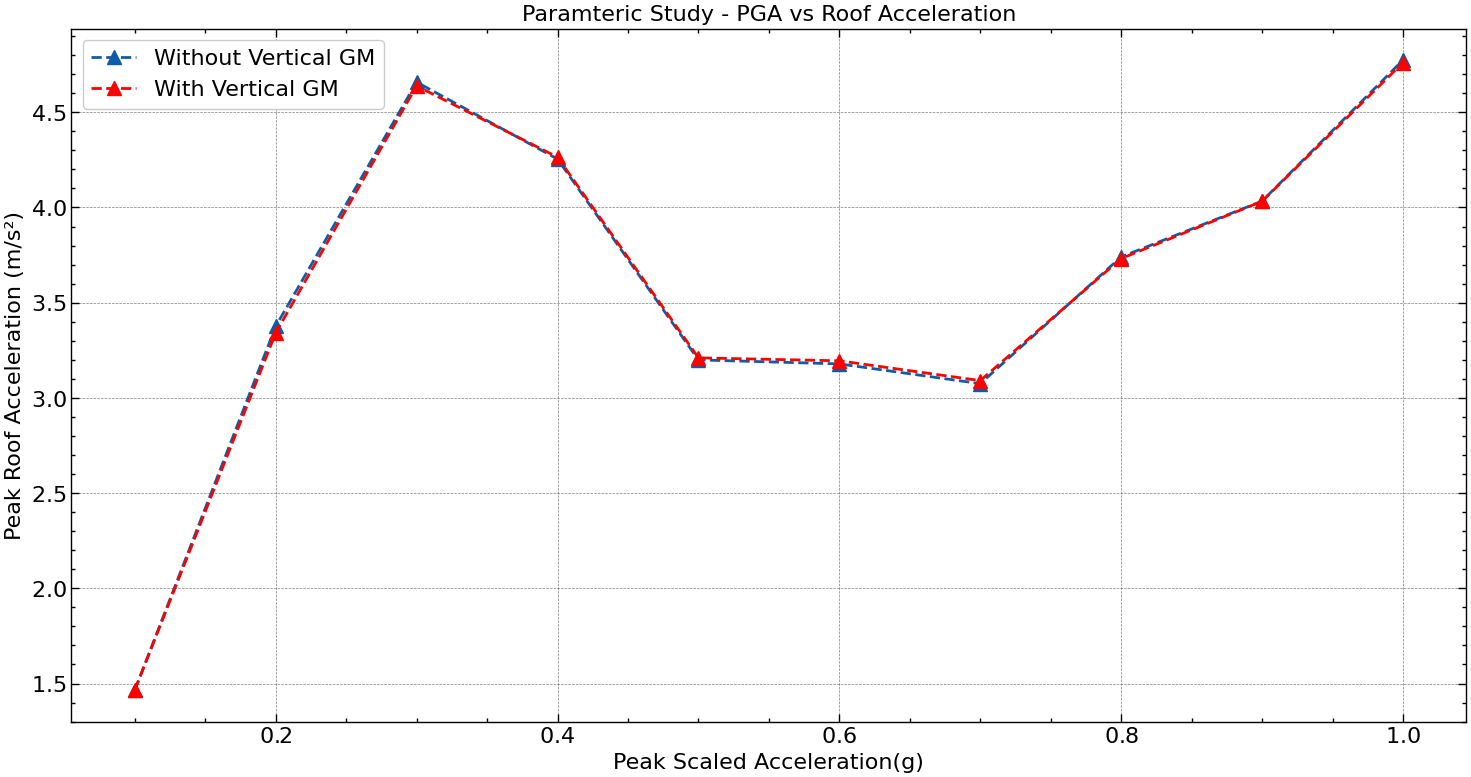 Paramteric Study - PGA vs Roof Acceleration
Without Vertical GM
With Vertical GM
Peak Roof Acceleration (m/s²)
4.5
4.0
3.5
3.0
2.5
2.0
1.5
0.2
0.4
0.6
0.8
1.0
Peak Scaled Acceleration(g)